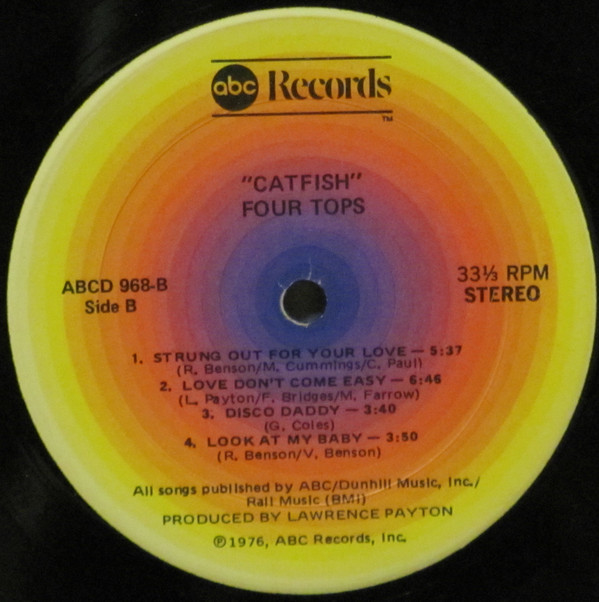 abc Records
TM
"CATFISH"
FOUR TOPS
ABCD 968-B
Side B
33⅓ RPM
STEREO
1. STRUNG OUT FOR YOUR LOVE — 5:37
(R. Benson/M. Cummings/C. Paul)
2. LOVE DON'T COME EASY — 6:46
(L. Payton/F. Bridges/M. Farrow)
3. DISCO DADDY — 3:40
(G. Coles)
4. LOOK AT MY BABY — 3:50
(R. Benson/V. Benson)
All songs published by ABC/Dunhill Music, Inc./
Rall Music (BMI)
PRODUCED BY LAWRENCE PAYTON
℗1976, ABC Records, Inc.